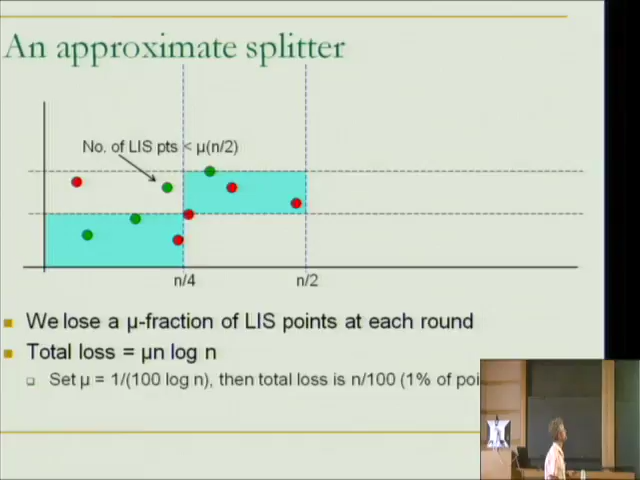 An approximate splitter
No. of LIS pts < μ(n/2)
n/4
n/2
We lose a μ-fraction of LIS points at each round
Total loss = μn log n
Set μ = 1/(100 log n), then total loss is n/100 (1% of